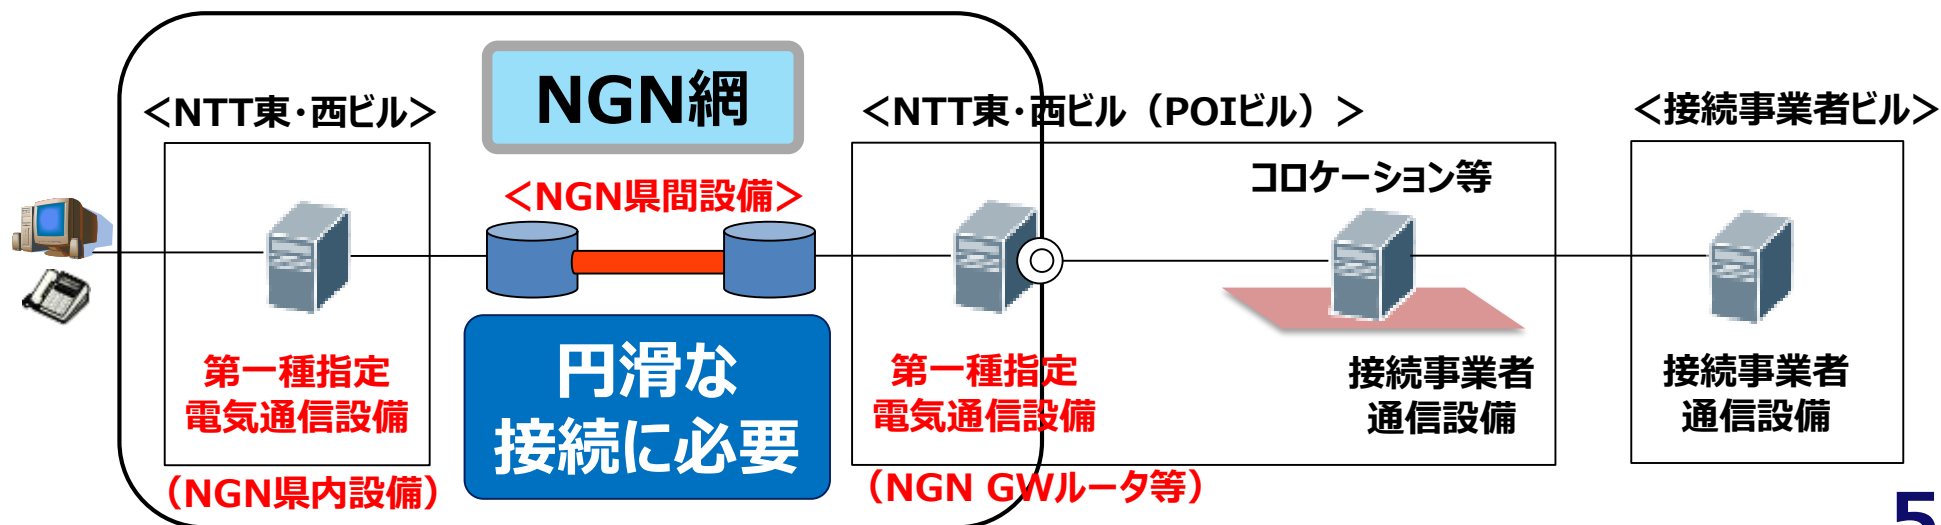 NGN網
＜NTT東・西ビル＞
＜NTT東・西ビル（POIビル）＞
＜接続事業者ビル＞
コロケーション等
＜NGN県間設備＞
第一種指定
電気通信設備
（NGN県内設備）
円滑な
接続に必要
第一種指定
電気通信設備
（NGN GWルータ等）
接続事業者
通信設備
接続事業者
通信設備
5